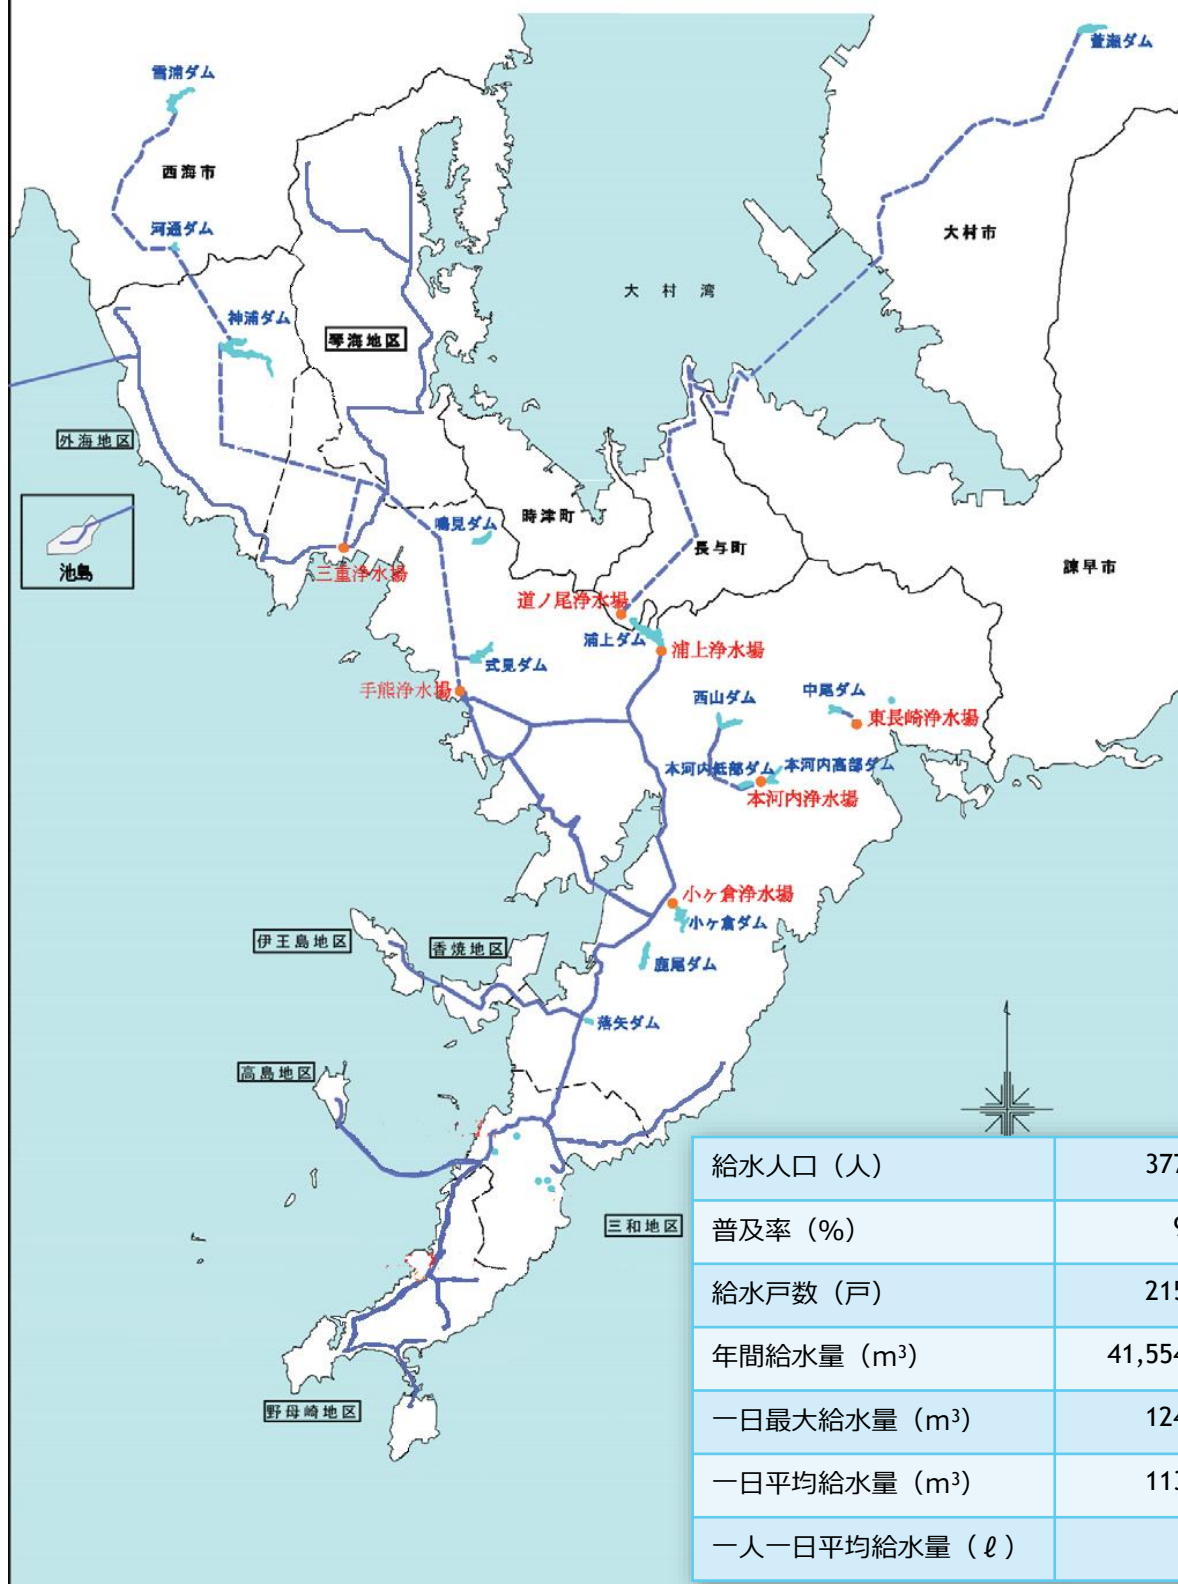 萱瀬ダム
雪浦ダム
西海市
河通ダム
大村市
大村湾
神浦ダム
琴海地区
外海地区
池島
時津町
鳴見ダム
長与町
諫早市
三重浄水場
道ノ尾浄水場
浦上ダム
浦上浄水場
式見ダム
手熊浄水場
西山ダム
中尾ダム
東長崎浄水場
本河内低部ダム
本河内高部ダム
本河内浄水場
小ヶ倉浄水場
小ヶ倉ダム
伊王島地区
香焼地区
鹿尾ダム
落矢ダム
高島地区
三和地区
野母崎地区
給水人口（人） 377
普及率（%） 9
給水戸数（戸） 215
年間給水量（m³） 41,554
一日最大給水量（m³） 124
一日平均給水量（m³） 113
一人一日平均給水量（ℓ）